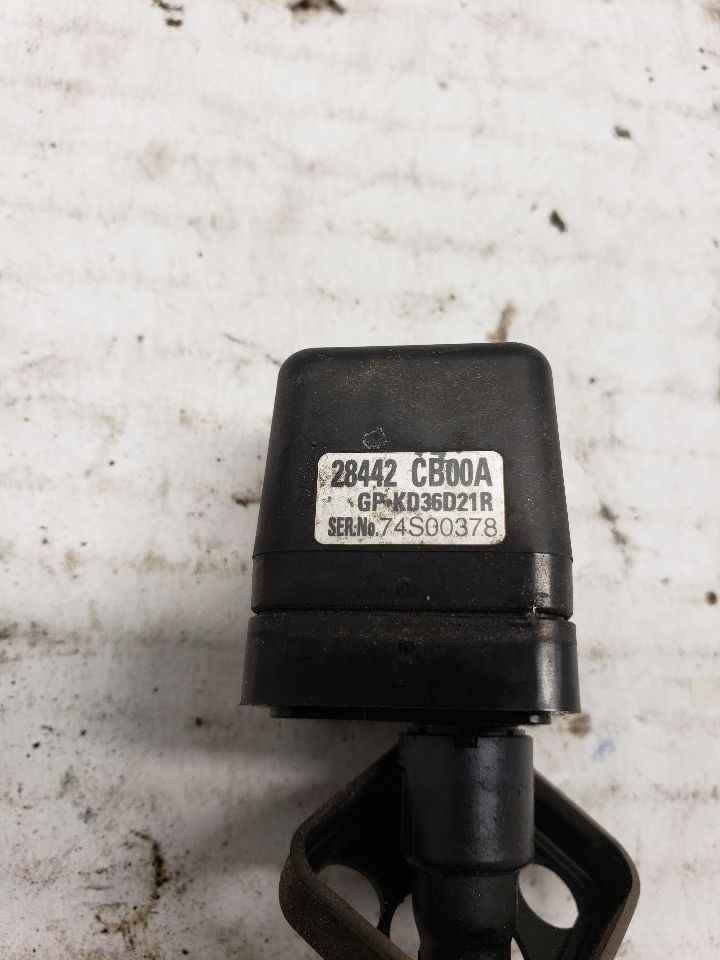 28442 CB00A
GP-KD36D21R
SER.No.74S00378